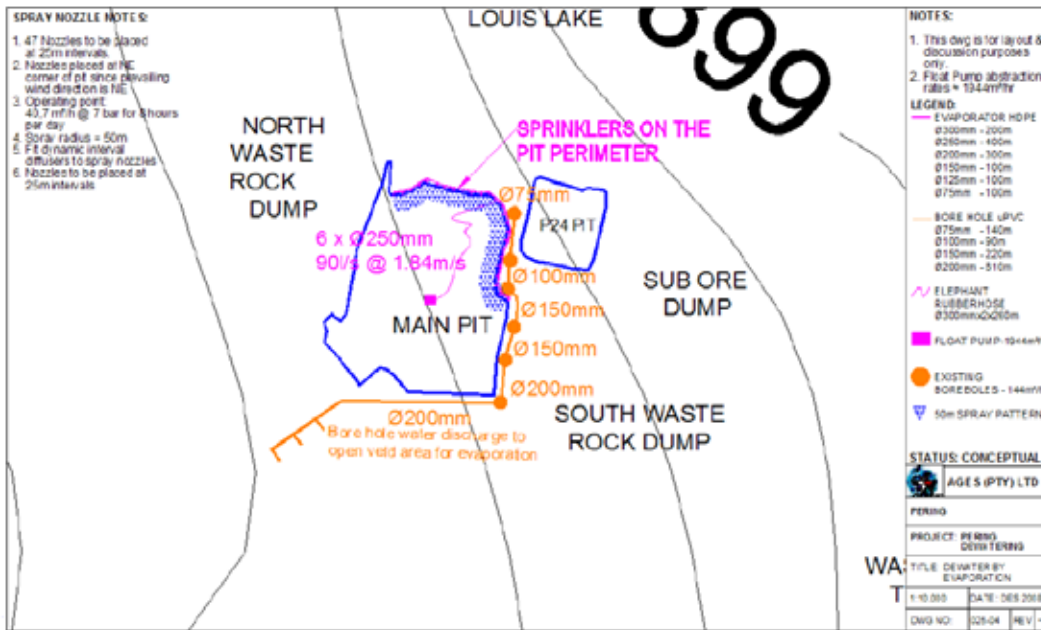 SPRAY NOZZLE NOTES:
1. 47 Nozzles to be placed
at 25m intervals.
2. Nozzles placed at NE
corner of pit since prevailing
wind direction is NE
3. Operating point:
40,7 m³/h @ 7 bar for 8 hours
per day
4. Spray radius = 50m
5. Fit dynamic interval
diffusers to spray nozzles
6. Nozzles to be placed at
25m intervals
LOUIS LAKE
399
NORTH
WASTE
ROCK
DUMP
SPRINKLERS ON THE
PIT PERIMETER
Ø75mm
P24 PIT
6 x Ø250mm
90l/s @ 1.84m/s
Ø100mm
SUB ORE
DUMP
Ø150mm
MAIN PIT
Ø150mm
Ø200mm
Ø200mm
SOUTH WASTE
ROCK DUMP
Bore hole water discharge to
open veld area for evaporation
WAS
T
NOTES:
1. This dwg is for layout &
discussion purposes
only.
2. Float Pump abstraction
rates = 1944m³/hr
LEGEND:
EVAPORATOR HDPE
Ø300mm - 200m
Ø250mm - 400m
Ø200mm - 300m
Ø150mm - 100m
Ø125mm - 100m
Ø75mm - 100m
BORE HOLE uPVC
Ø75mm - 140m
Ø100mm - 90m
Ø150mm - 220m
Ø200mm - 510m
ELEPHANT
RUBBERHOSE
Ø300mmx2x260m
FLOAT PUMP-1944m³/h
EXISTING
BOREHOLES - 144m³/h
50m SPRAY PATTERN
STATUS: CONCEPTUAL
AGES (PTY) LTD
PERING
PROJECT: PERING
DEWATERING
TITLE: DEWATER BY
EVAPORATION
1:10.000
DATE: DES 2008
DWG NO:
025-04
REV